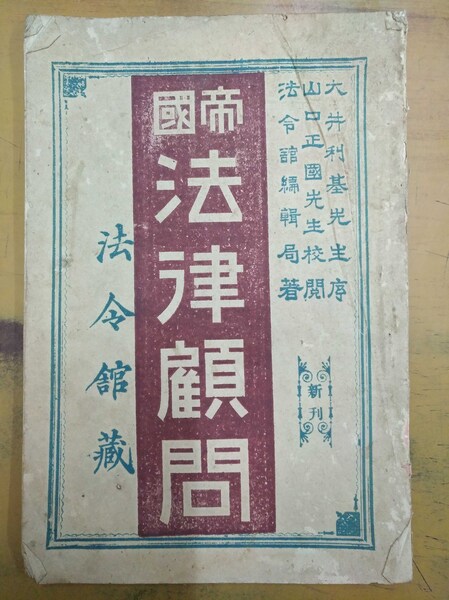 大井利基先生序
山口正國先生校閲
法令館編輯局著
新刊
帝國
法律顧問
法令館藏